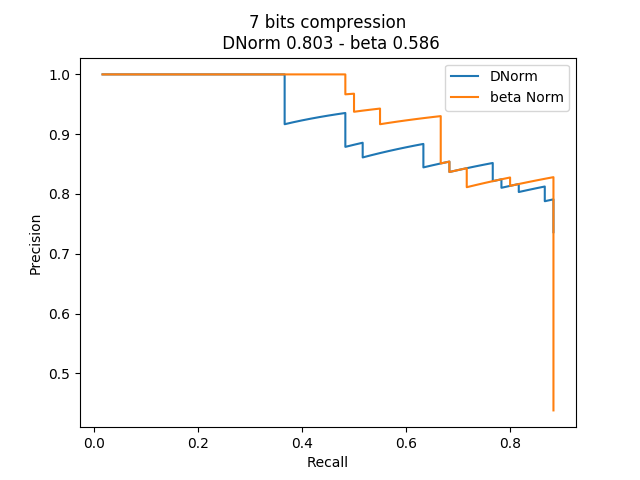 7 bits compression
DNorm 0.803 - beta 0.586
DNorm
beta Norm
1.0
0.9
0.8
0.7
0.6
0.5
Precision
0.0 0.2 0.4 0.6 0.8
Recall